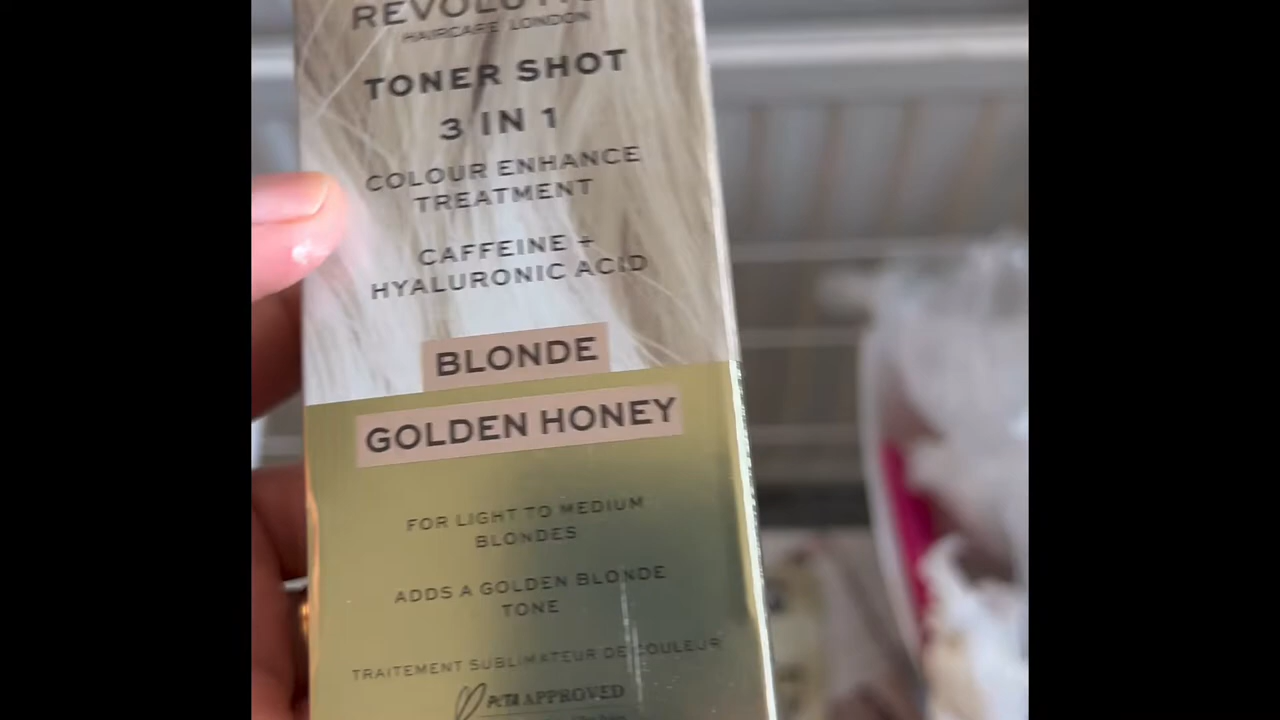 HAIRCARE LONDON
TONER SHOT
3 IN 1
COLOUR ENHANCE
TREATMENT
CAFFEINE +
HYALURONIC ACID
BLONDE
GOLDEN HONEY
FOR LIGHT TO MEDIUM
BLONDES
ADDS A GOLDEN BLONDE
TONE
TRAITEMENT SUBLIMATEUR DE COULEUR
PETA APPROVED